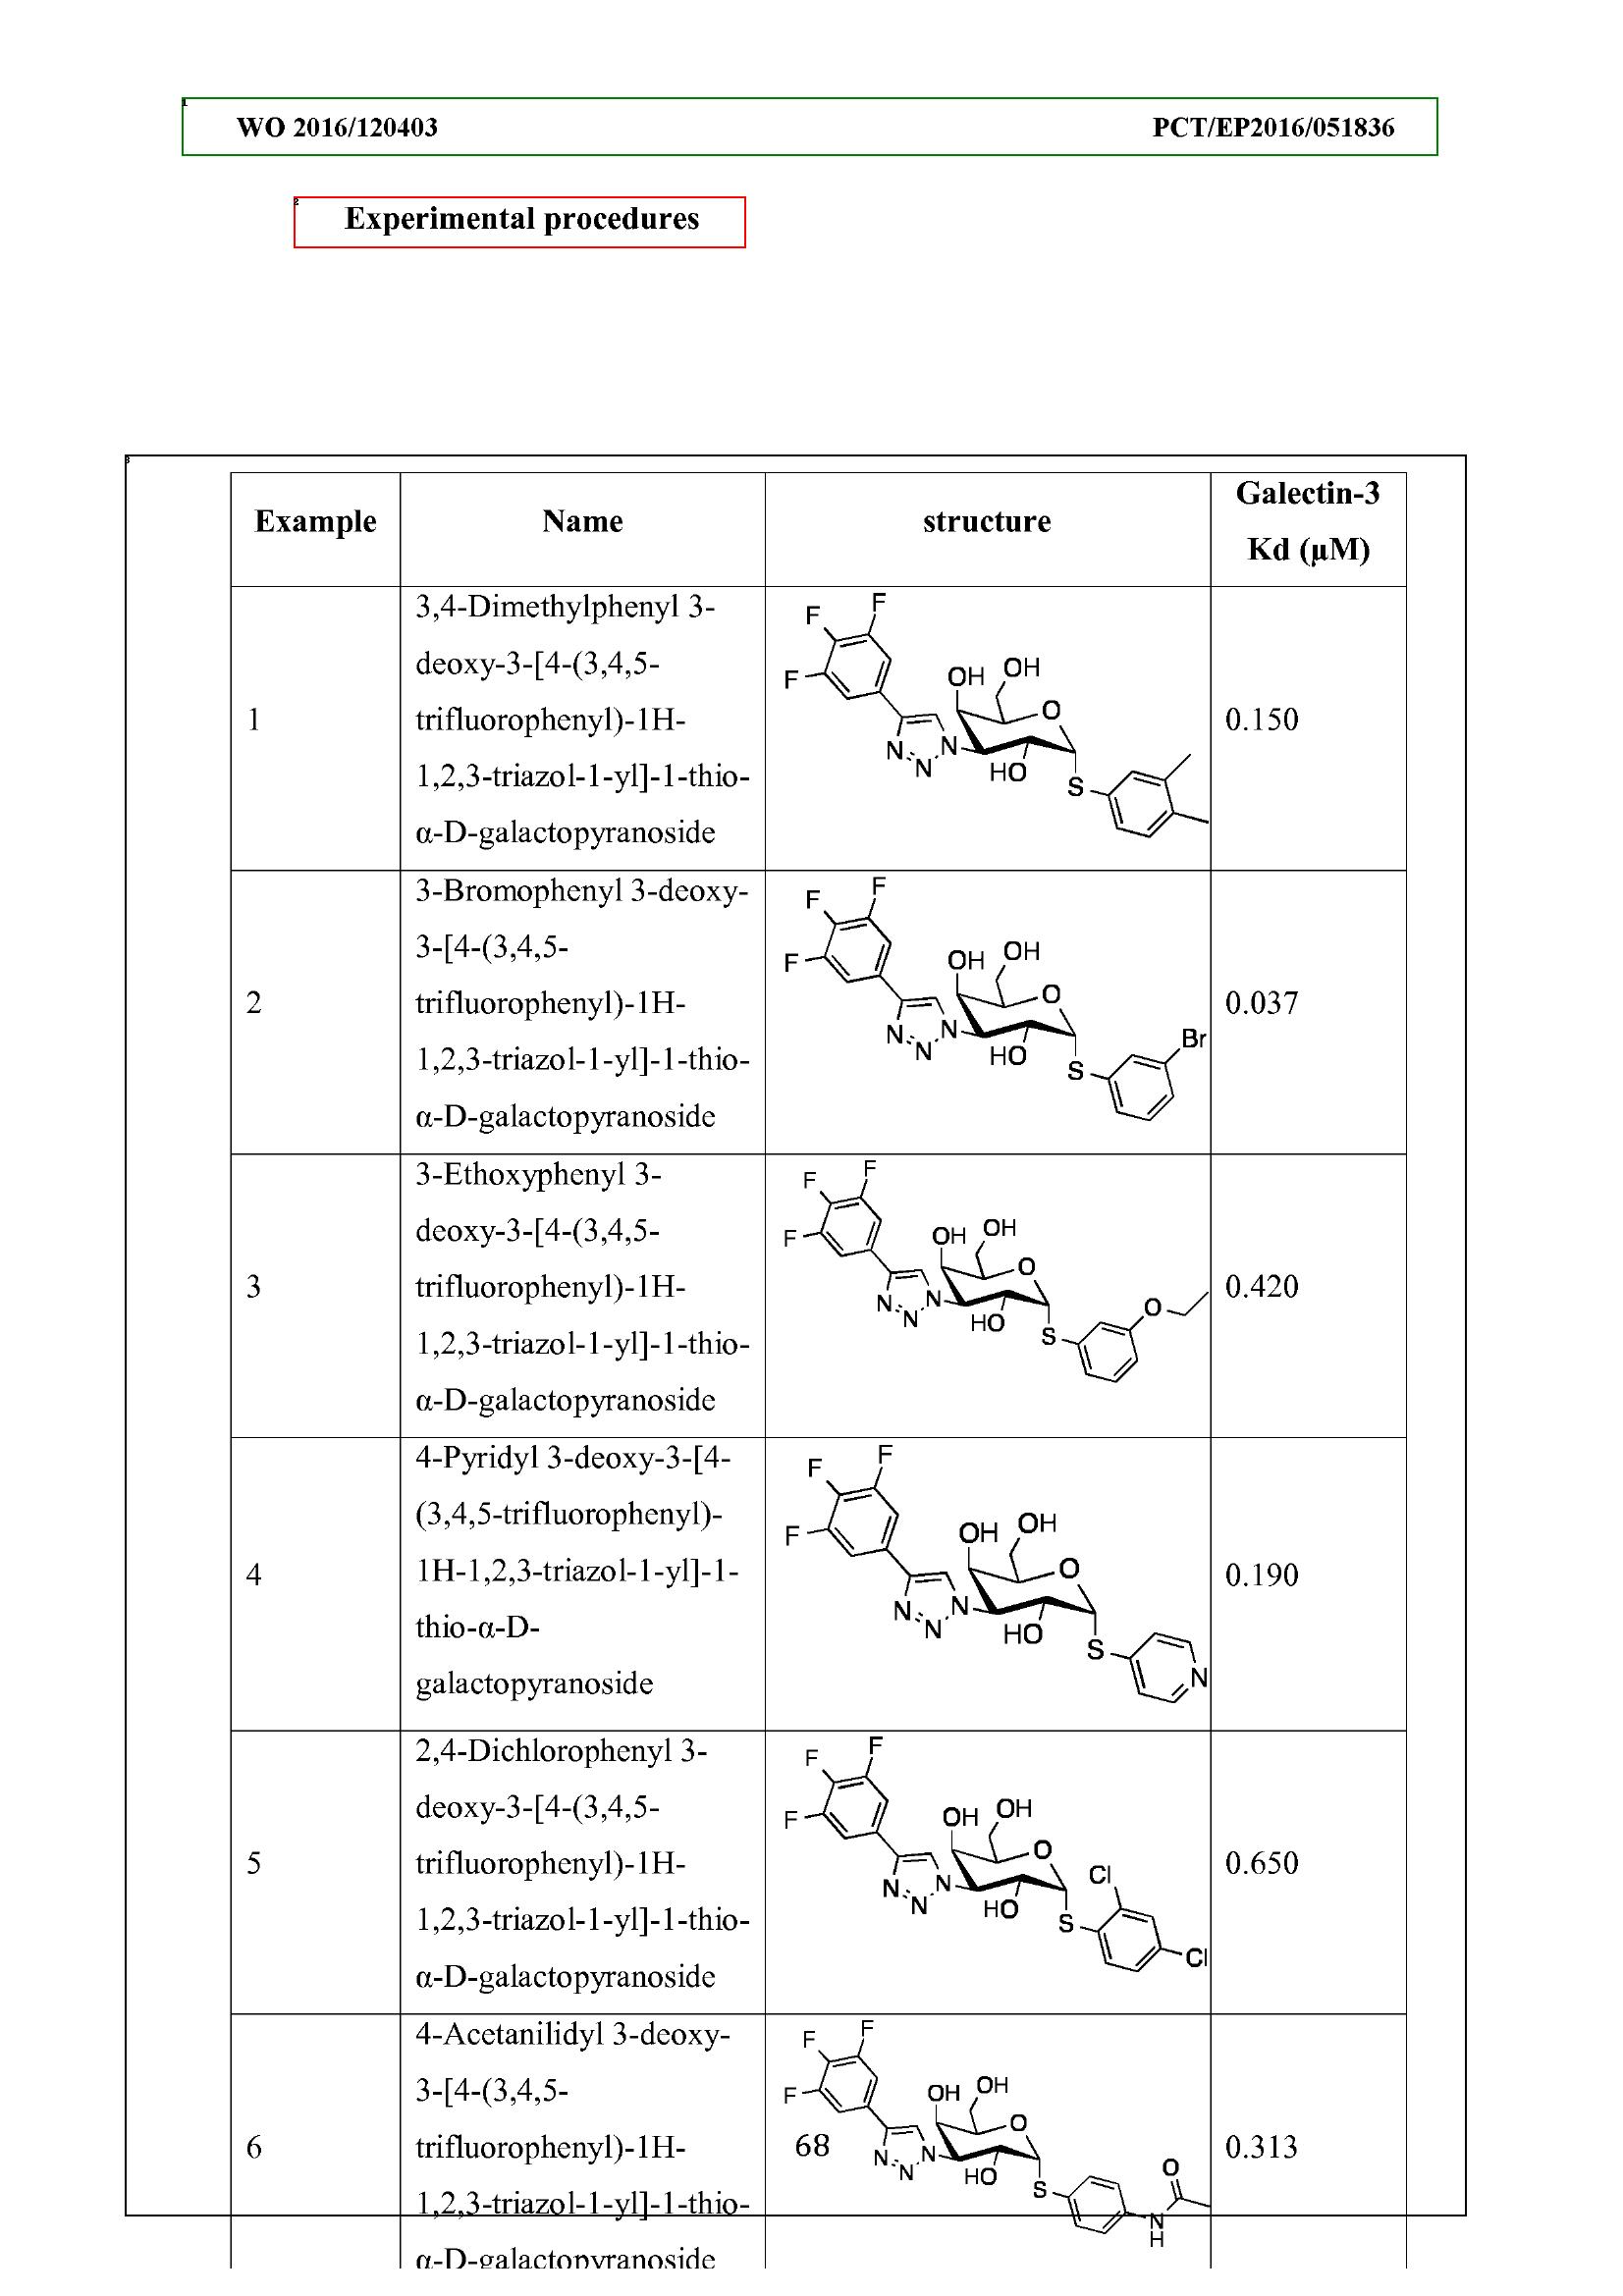 1
WO 2016/120403 PCT/EP2016/051836
2
Experimental procedures
3
Example Name structure Galectin-3
Kd (μM)
1
3,4-Dimethylphenyl 3-
deoxy-3-[4-(3,4,5-
trifluorophenyl)-1H-
1,2,3-triazol-1-yl]-1-thio-
α-D-galactopyranoside
F F F OH OH O N N N HO S
0.150
2
3-Bromophenyl 3-deoxy-
3-[4-(3,4,5-
trifluorophenyl)-1H-
1,2,3-triazol-1-yl]-1-thio-
α-D-galactopyranoside
F F F OH OH O N N N HO S Br
0.037
3
3-Ethoxyphenyl 3-
deoxy-3-[4-(3,4,5-
trifluorophenyl)-1H-
1,2,3-triazol-1-yl]-1-thio-
α-D-galactopyranoside
F F F OH OH O N N N HO S O
0.420
4
4-Pyridyl 3-deoxy-3-[4-
(3,4,5-trifluorophenyl)-
1H-1,2,3-triazol-1-yl]-1-
thio-α-D-
galactopyranoside
F F F OH OH O N N N HO S N
0.190
5
2,4-Dichlorophenyl 3-
deoxy-3-[4-(3,4,5-
trifluorophenyl)-1H-
1,2,3-triazol-1-yl]-1-thio-
α-D-galactopyranoside
F F F OH OH O N N N HO S Cl Cl
0.650
6
4-Acetanilidyl 3-deoxy-
3-[4-(3,4,5-
trifluorophenyl)-1H-
1,2,3-triazol-1-yl]-1-thio-
α-D-galactopyranoside
F F F OH OH O N N N HO S O N H
0.313
68